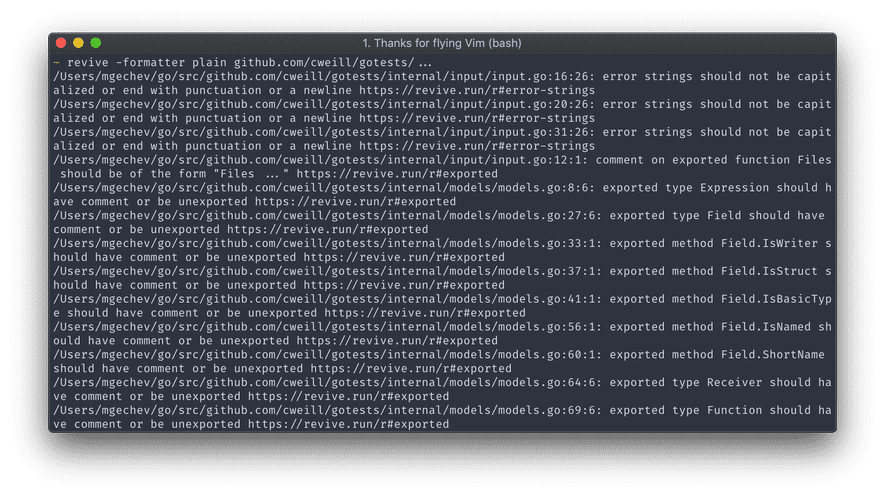 1. Thanks for flying Vim (bash)
~ revive -formatter plain github.com/cweill/gotests/...
/Users/mgechev/go/src/github.com/cweill/gotests/internal/input/input.go:16:26: error strings should not be capit
alized or end with punctuation or a newline https://revive.run/r#error-strings
/Users/mgechev/go/src/github.com/cweill/gotests/internal/input/input.go:20:26: error strings should not be capit
alized or end with punctuation or a newline https://revive.run/r#error-strings
/Users/mgechev/go/src/github.com/cweill/gotests/internal/input/input.go:31:26: error strings should not be capit
alized or end with punctuation or a newline https://revive.run/r#error-strings
/Users/mgechev/go/src/github.com/cweill/gotests/internal/input/input.go:12:1: comment on exported function Files
 should be of the form "Files ..." https://revive.run/r#exported
/Users/mgechev/go/src/github.com/cweill/gotests/internal/models/models.go:8:6: exported type Expression should h
ave comment or be unexported https://revive.run/r#exported
/Users/mgechev/go/src/github.com/cweill/gotests/internal/models/models.go:27:6: exported type Field should have 
comment or be unexported https://revive.run/r#exported
/Users/mgechev/go/src/github.com/cweill/gotests/internal/models/models.go:33:1: exported method Field.IsWriter s
hould have comment or be unexported https://revive.run/r#exported
/Users/mgechev/go/src/github.com/cweill/gotests/internal/models/models.go:37:1: exported method Field.IsStruct s
hould have comment or be unexported https://revive.run/r#exported
/Users/mgechev/go/src/github.com/cweill/gotests/internal/models/models.go:41:1: exported method Field.IsBasicTyp
e should have comment or be unexported https://revive.run/r#exported
/Users/mgechev/go/src/github.com/cweill/gotests/internal/models/models.go:56:1: exported method Field.IsNamed sh
ould have comment or be unexported https://revive.run/r#exported
/Users/mgechev/go/src/github.com/cweill/gotests/internal/models/models.go:60:1: exported method Field.ShortName 
should have comment or be unexported https://revive.run/r#exported
/Users/mgechev/go/src/github.com/cweill/gotests/internal/models/models.go:64:6: exported type Receiver should ha
ve comment or be unexported https://revive.run/r#exported
/Users/mgechev/go/src/github.com/cweill/gotests/internal/models/models.go:69:6: exported type Function should ha
ve comment or be unexported https://revive.run/r#exported